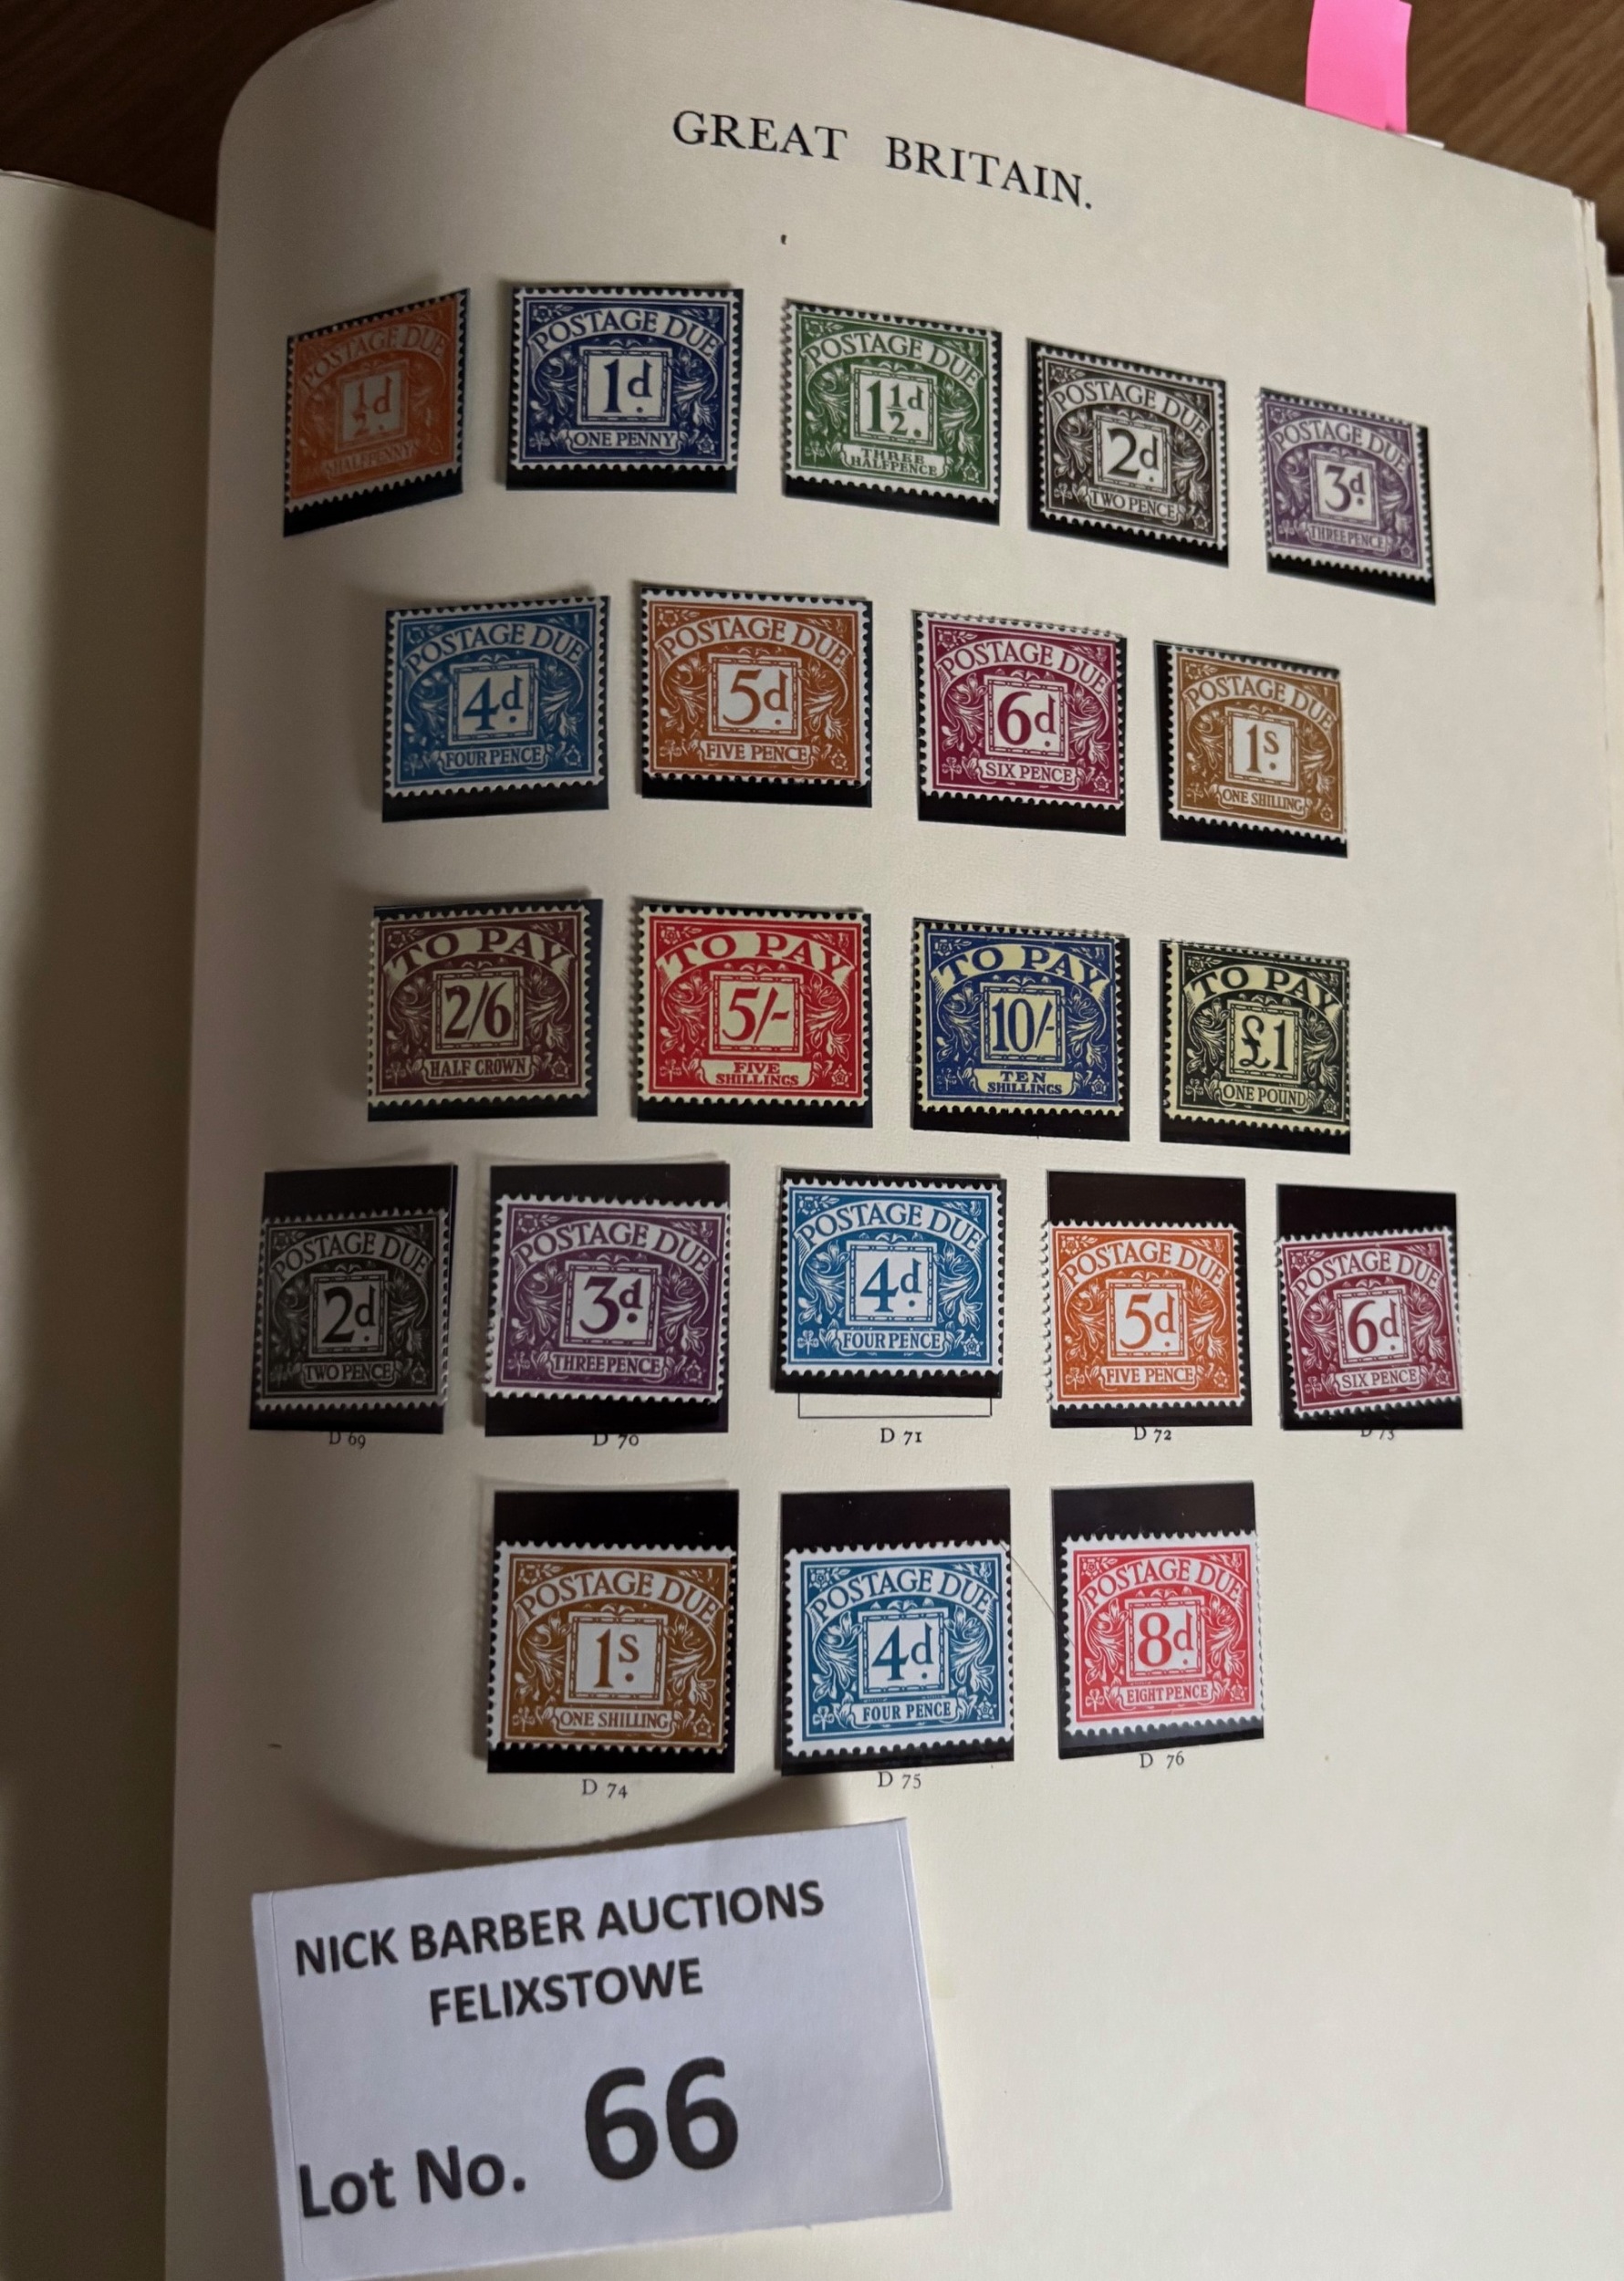 GREAT BRITAIN.
POSTAGE DUE
½d.
HALFPENNY
POSTAGE DUE
1d
ONE PENNY
POSTAGE DUE
1½d.
THREE
HALFPENCE
POSTAGE DUE
2d.
TWO PENCE
POSTAGE DUE
3d.
THREEPENCE
POSTAGE DUE
4d.
FOUR PENCE
POSTAGE DUE
5d.
FIVE PENCE
POSTAGE DUE
6d.
SIX PENCE
POSTAGE DUE
1s.
ONE SHILLING
TO PAY
2/6
HALF CROWN
TO PAY
5/-
FIVE
SHILLINGS
TO PAY
10/-
TEN
SHILLINGS
TO PAY
£1
ONE POUND
POSTAGE DUE
2d.
TWO PENCE
D 69
POSTAGE DUE
3d.
THREEPENCE
D 70
POSTAGE DUE
4d.
FOUR PENCE
D 71
POSTAGE DUE
5d.
FIVE PENCE
D 72
POSTAGE DUE
6d.
SIX PENCE
D 73
POSTAGE DUE
1s.
ONE SHILLING
D 74
POSTAGE DUE
4d.
FOUR PENCE
D 75
POSTAGE DUE
8d.
EIGHT PENCE
D 76
NICK BARBER AUCTIONS
FELIXSTOWE
Lot No. 66